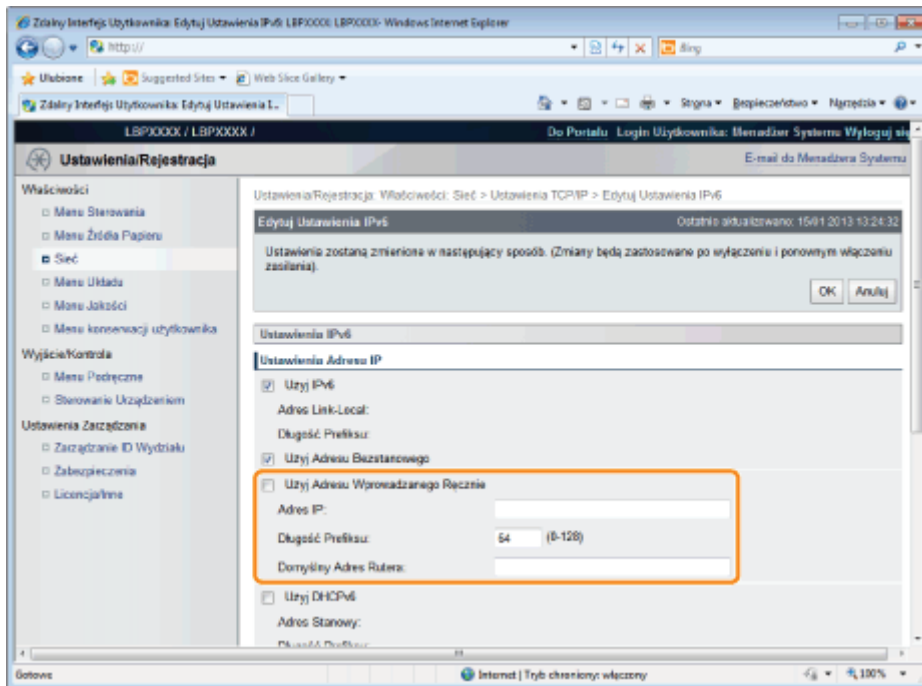 Zdalny Interfejs Użytkownika: Edytuj Ustawienia IPv6: LBPXXXX: LBPXXXX - Windows Internet Explorer
http://
Bing
Ulubione Suggested Sites Web Slice Gallery
Zdalny Interfejs Użytkownika: Edytuj Ustawienia I...
Strona Bezpieczeństwo Narzędzia
LBPXXXX / LBPXXXX /
Do Portalu Login Użytkownika: Menadżer Systemu Wyloguj się
Ustawienia/Rejestracja
E-mail do Menadżera Systemu
Właściwości
Menu Sterowania
Menu Źródła Papieru
Sieć
Menu Układu
Menu Jakości
Menu konserwacji użytkownika
Wyjście/Kontrola
Menu Podręczne
Sterowanie Urządzeniem
Ustawienia Zarządzania
Zarządzanie ID Wydziału
Zabezpieczenia
Licencja/Inne
Ustawienia/Rejestracja: Właściwości: Sieć > Ustawienia TCP/IP > Edytuj Ustawienia IPv6
Edytuj Ustawienia IPv6
Ostatnio aktualizowano: 15/01 2013 13:24:32
Ustawienia zostaną zmienione w następujący sposób. (Zmiany będą zastosowane po wyłączeniu i ponownym włączeniu
zasilania).
OK Anuluj
Ustawienia IPv6
Ustawienia Adresu IP
Użyj IPv6
Adres Link-Local:
Długość Prefiksu:
Użyj Adresu Bezstanowego
Użyj Adresu Wprowadzanego Ręcznie
Adres IP:
Długość Prefiksu: 64 (0-128)
Domyślny Adres Rutera:
Użyj DHCPv6
Adres Stanowy:
Długość Prefiksu:
Gotowe
Internet | Tryb chroniony: włączony
100%